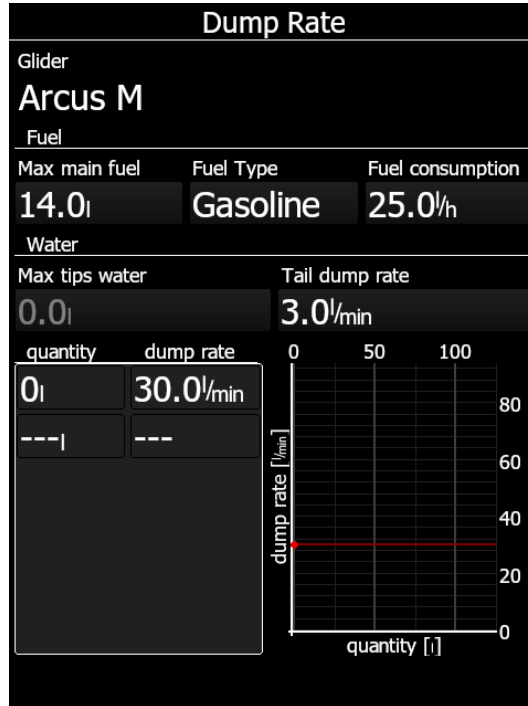 Dump Rate
Glider
Arcus M
Fuel
Max main fuel Fuel Type Fuel consumption
14.0l Gasoline 25.0l/h
Water
Max tips water Tail dump rate
0.0l 3.0l/min
quantity dump rate
0l 30.0l/min
---l ---
0 50 100
80
60
40
20
0
dump rate [l/min]
quantity [l]